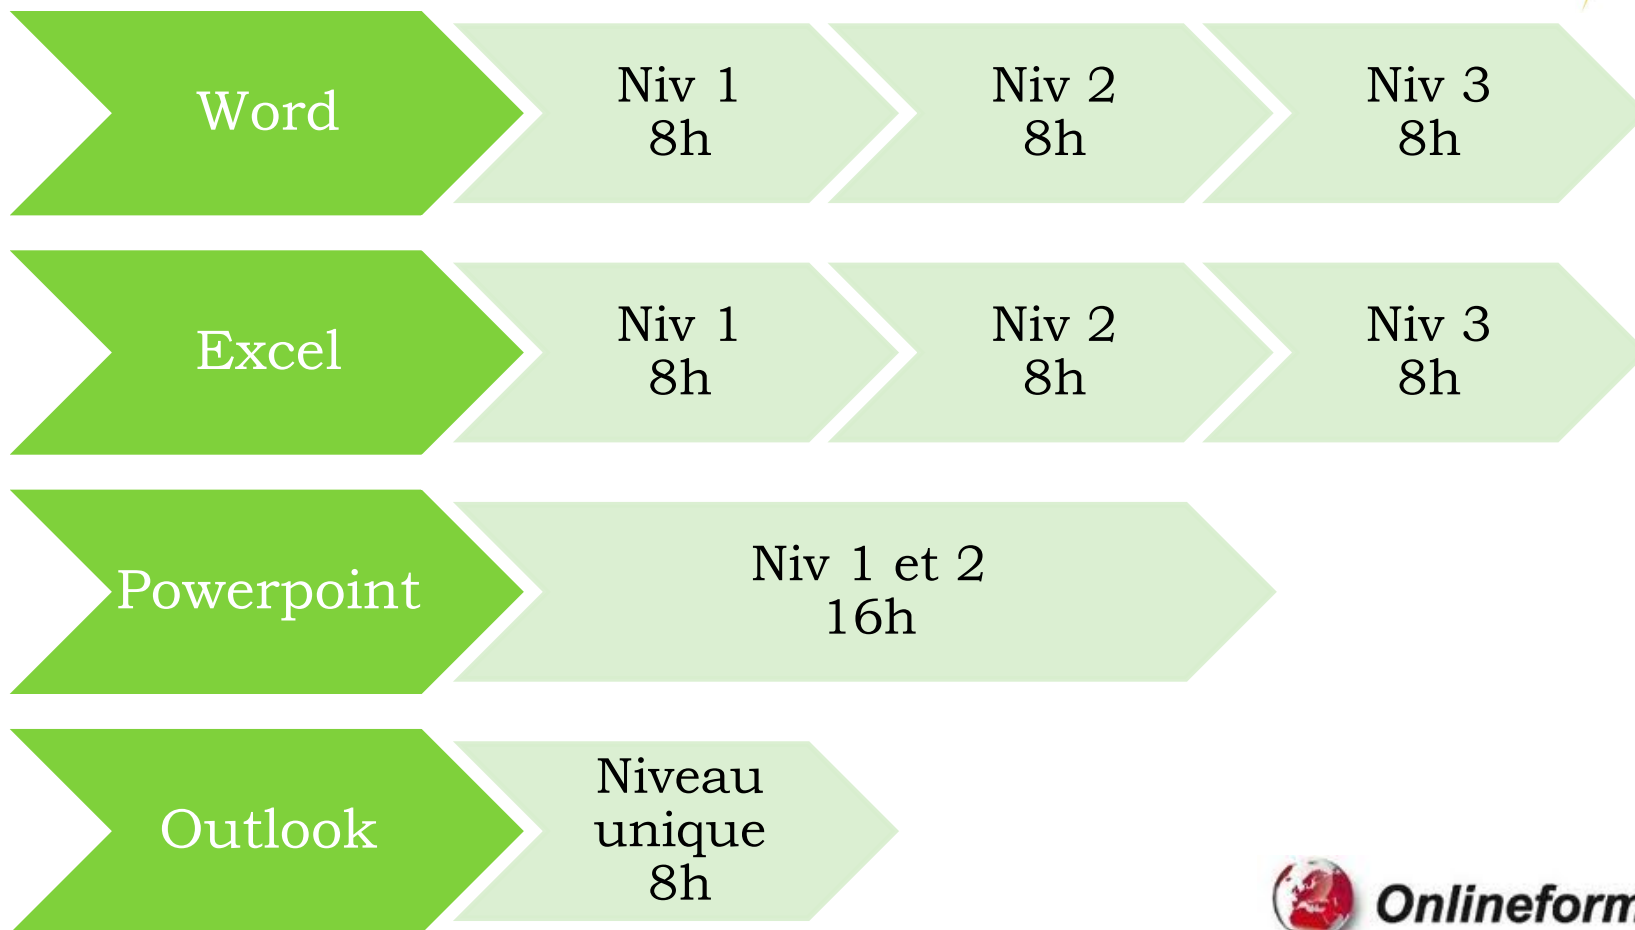 Word
Niv 1
8h
Niv 2
8h
Niv 3
8h
Excel
Niv 1
8h
Niv 2
8h
Niv 3
8h
Powerpoint
Niv 1 et 2
16h
Outlook
Niveau
unique
8h
Onlineform